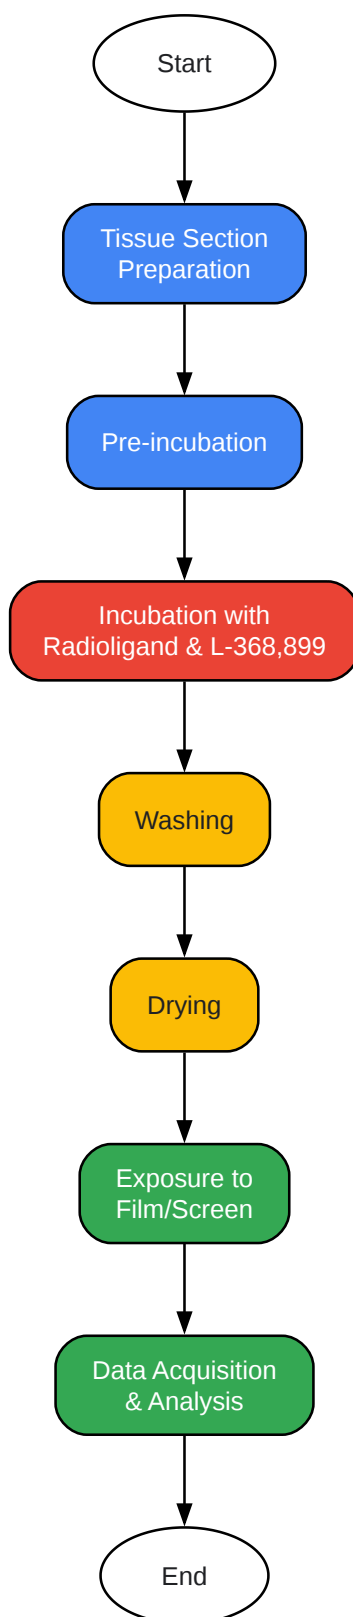 Start
Tissue Section
Preparation
Pre-incubation
Incubation with
Radioligand & L-368,899
Washing
Drying
Exposure to
Film/Screen
Data Acquisition
& Analysis
End